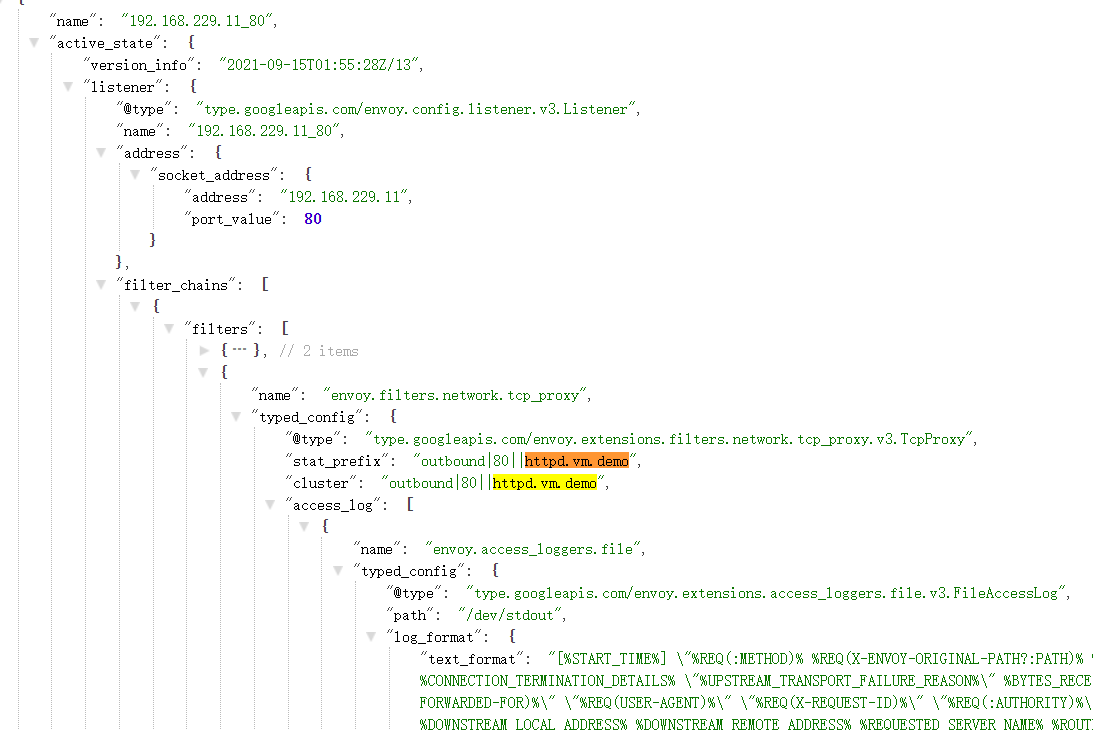 {
"name": "192.168.229.11_80",
"active_state": {
"version_info": "2021-09-15T01:55:28Z/13",
"listener": {
"@type": "type.googleapis.com/envoy.config.listener.v3.Listener",
"name": "192.168.229.11_80",
"address": {
"socket_address": {
"address": "192.168.229.11",
"port_value": 80
}
},
"filter_chains": [
{
"filters": [
{ ··· }, // 2 items
{
"name": "envoy.filters.network.tcp_proxy",
"typed_config": {
"@type": "type.googleapis.com/envoy.extensions.filters.network.tcp_proxy.v3.TcpProxy",
"stat_prefix": "outbound|80||httpd.vm.demo",
"cluster": "outbound|80||httpd.vm.demo",
"access_log": [
{
"name": "envoy.access_loggers.file",
"typed_config": {
"@type": "type.googleapis.com/envoy.extensions.access_loggers.file.v3.FileAccessLog",
"path": "/dev/stdout",
"log_format": {
"text_format": "[%START_TIME%] \"%REQ(:METHOD)% %REQ(X-ENVOY-ORIGINAL-PATH?:PATH)%
%CONNECTION_TERMINATION_DETAILS% \"%UPSTREAM_TRANSPORT_FAILURE_REASON%\" %BYTES_RECE
FORWARDED-FOR)%\" \"%REQ(USER-AGENT)%\" \"%REQ(X-REQUEST-ID)%\" \"%REQ(:AUTHORITY)%\
%DOWNSTREAM_LOCAL_ADDRESS% %DOWNSTREAM_REMOTE_ADDRESS% %REQUESTED_SERVER_NAME% %ROUT